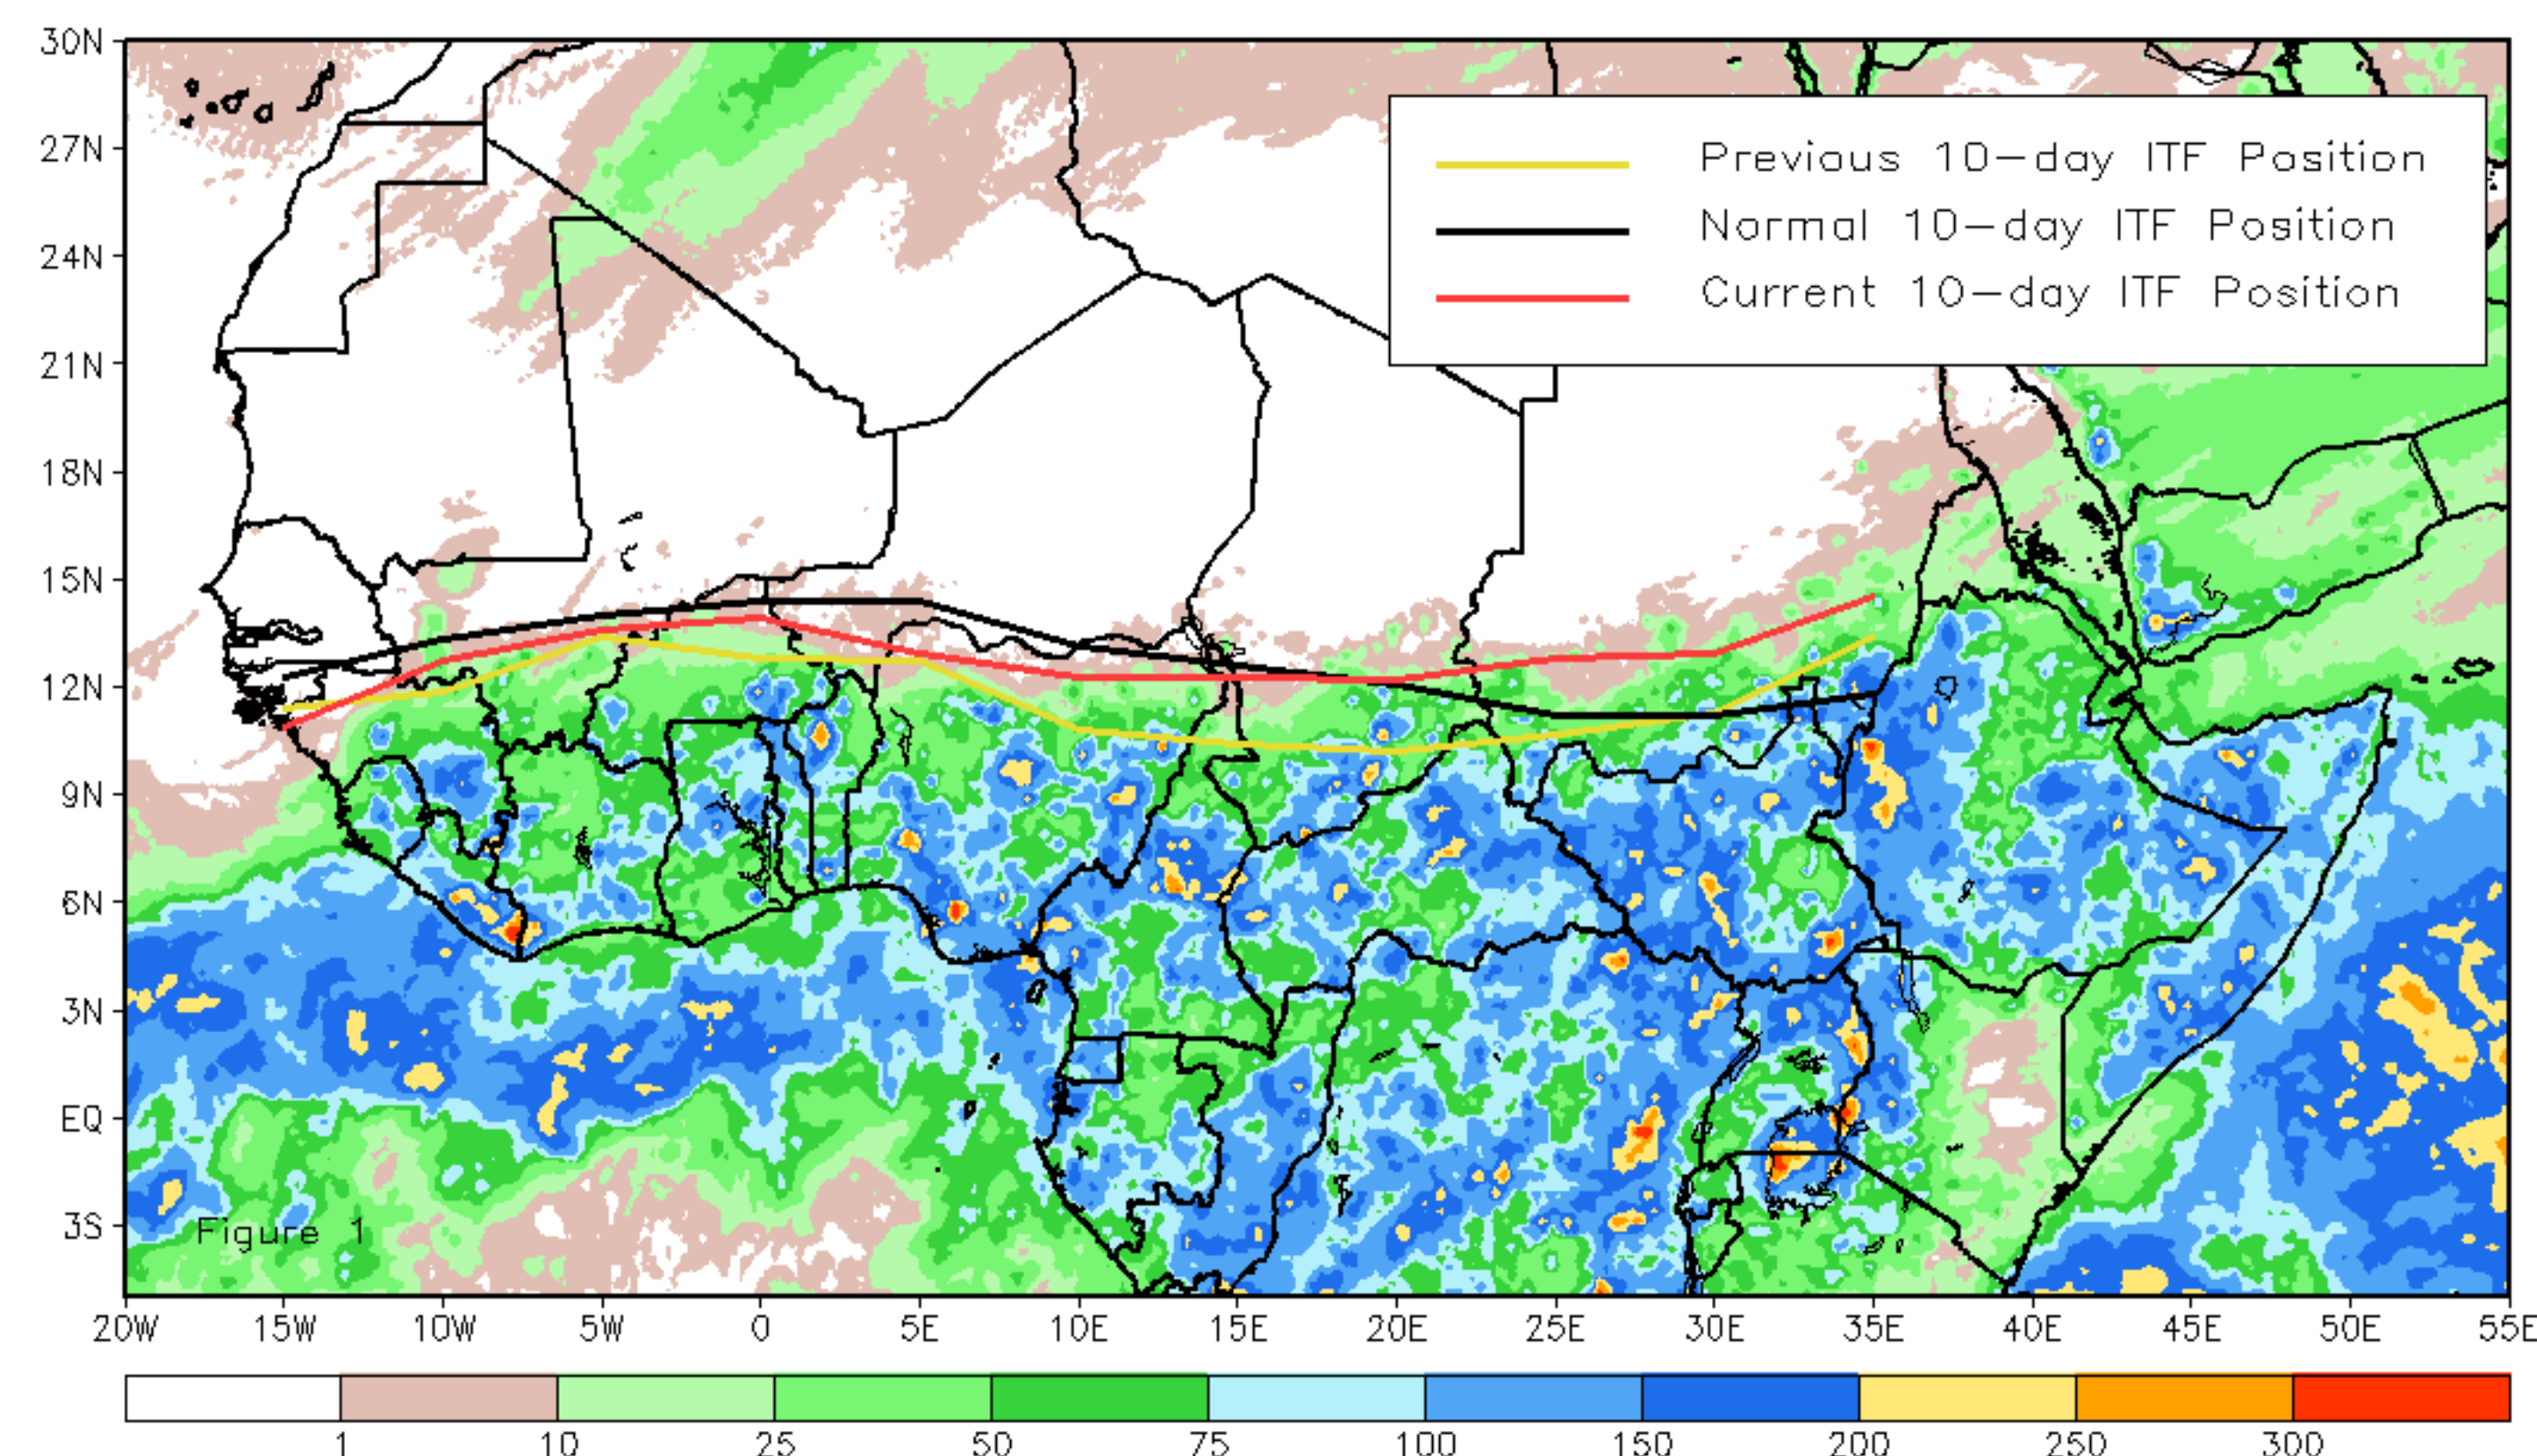 30N
27N
24N
21N
18N
15N
12N
9N
6N
3N
EQ
3S
Previous 10-day ITF Position
Normal 10-day ITF Position
Current 10-day ITF Position
Figure 1
20W 15W 10W 5W 0 5E 10E 15E 20E 25E 30E 35E 40E 45E 50E 55E
1 10 25 50 75 100 150 200 250 300